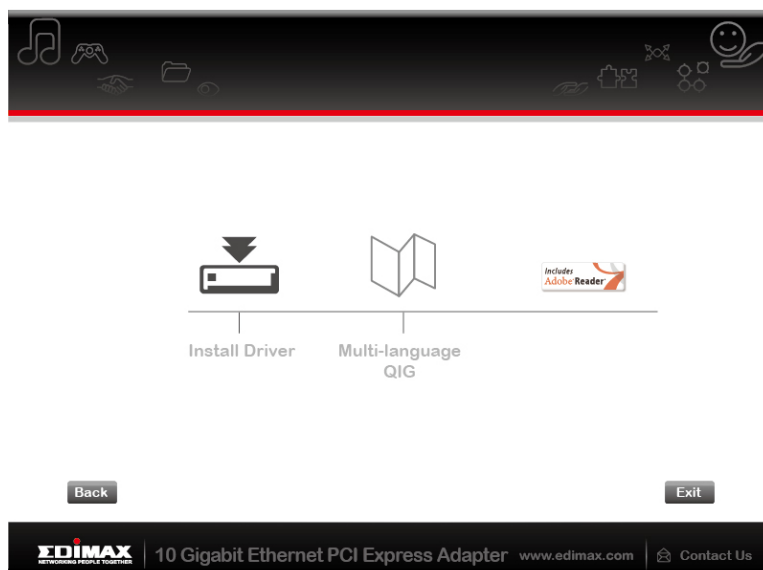 Includes
Adobe Reader
Install Driver
Multi-language
QIG
Back
Exit
EDIMAX
NETWORKING PEOPLE TOGETHER
10 Gigabit Ethernet PCI Express Adapter
www.edimax.com
Contact Us